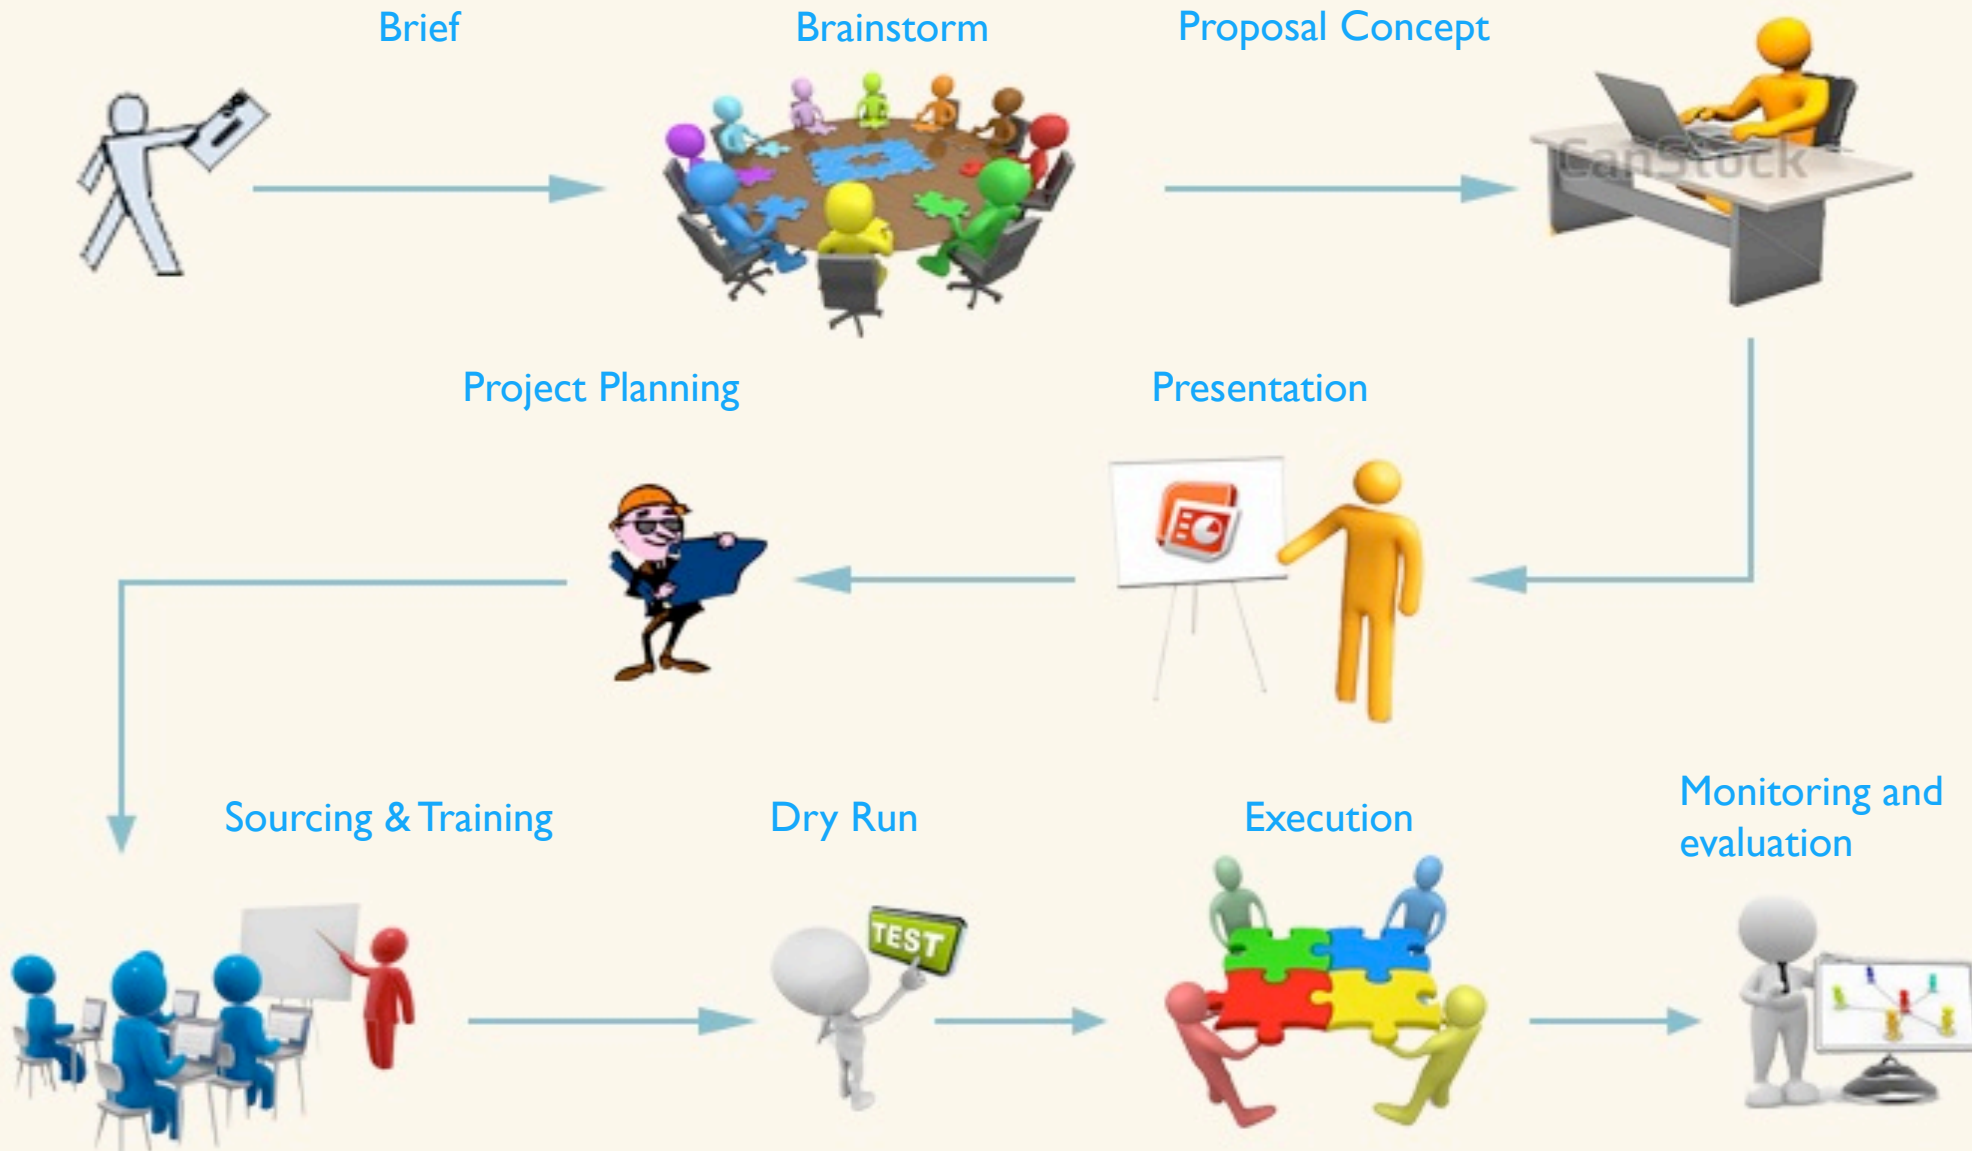 Brief
Brainstorm
Proposal Concept
CanStock
Project Planning
Presentation
Sourcing & Training
Dry Run
Execution
Monitoring and
evaluation
TEST